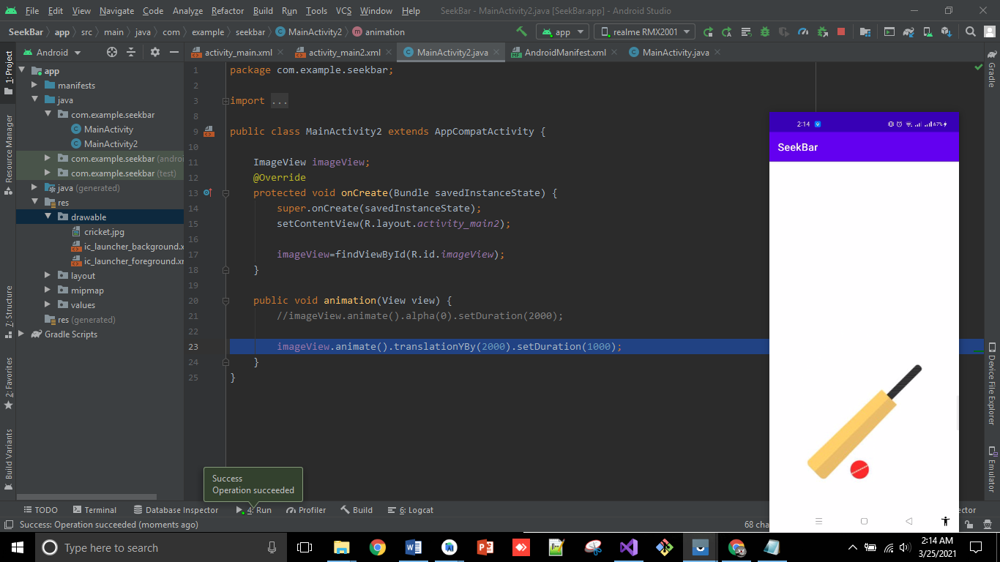 File Edit View Navigate Code Analyze Refactor Build Run Tools VCS Window Help SeekBar - MainActivity2.java [SeekBar.app] - Android Studio
SeekBar app src main java com example seekbar MainActivity2 animation app realme RMX2001
1: Project
Resource Manager
7: Structure
2: Favorites
Build Variants
Android
app
manifests
java
com.example.seekbar
MainActivity
MainActivity2
com.example.seekbar (andro
com.example.seekbar (test)
java (generated)
res
drawable
cricket.jpg
ic_launcher_background.x
ic_launcher_foreground.xr
layout
mipmap
values
res (generated)
Gradle Scripts
activity_main.xml activity_main2.xml MainActivity2.java AndroidManifest.xml MainActivity.java
1 package com.example.seekbar;
2
3 import ...
8
9 public class MainActivity2 extends AppCompatActivity {
10
11 ImageView imageView;
12 @Override
13 protected void onCreate(Bundle savedInstanceState) {
14 super.onCreate(savedInstanceState);
15 setContentView(R.layout.activity_main2);
16
17 imageView=findViewById(R.id.imageView);
18 }
19
20 public void animation(View view) {
21 //imageView.animate().alpha(0).setDuration(2000);
22
23 imageView.animate().translationYBy(2000).setDuration(1000);
24 }
25 }
2:14 67%
SeekBar
Gradle
Device File Explorer
Emulator
Success
Operation succeeded
TODO Terminal Database Inspector 4: Run Profiler Build 6: Logcat ector
Success: Operation succeeded (moments ago) 68 cha
Type here to search
2:14 AM
3/25/2021